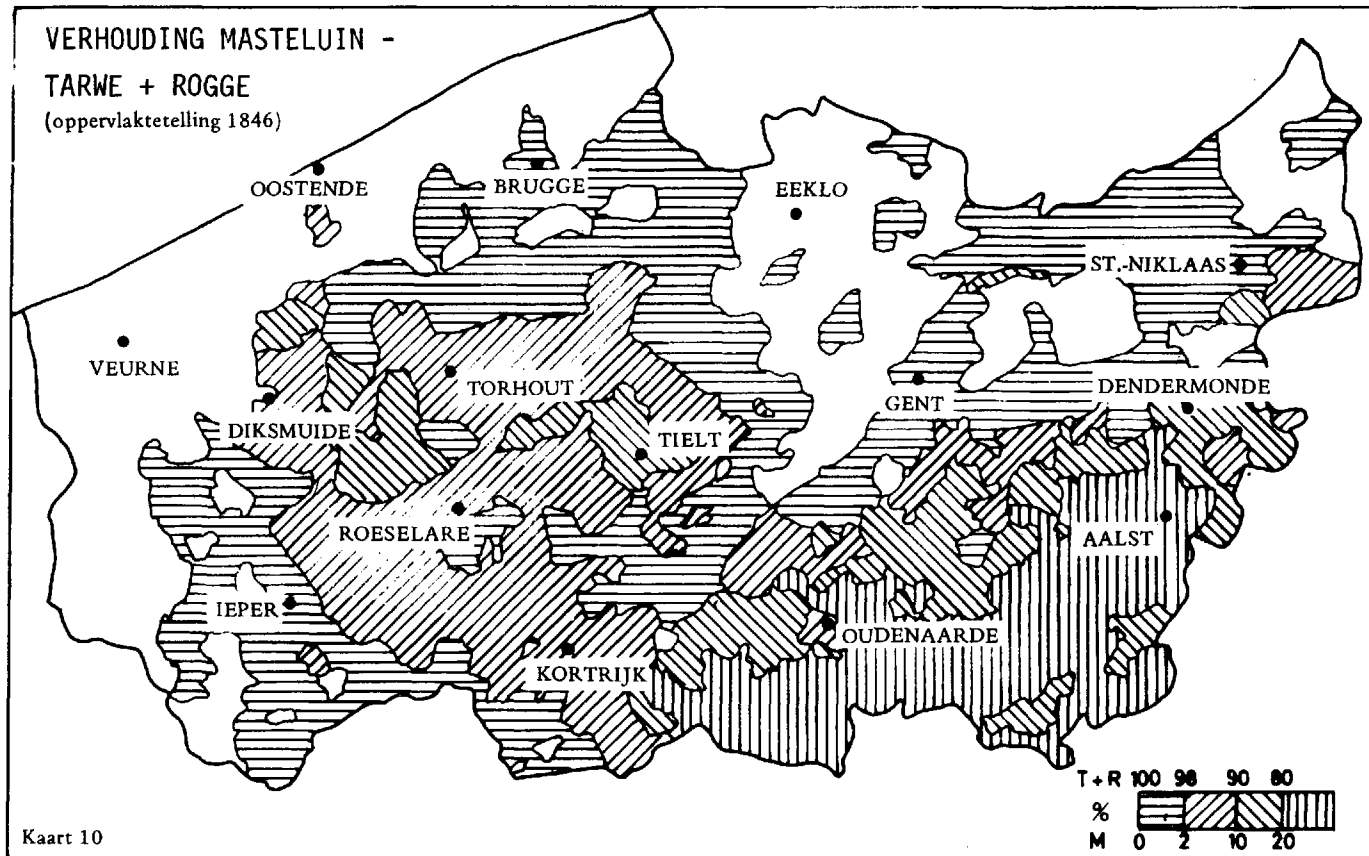 VERHOUDING MASTELUIN -
TARWE + ROGGE
(oppervlaktetelling 1846)
OOSTENDE
BRUGGE
EEKLO
ST.-NIKLAAS
VEURNE
TORHOUT
DENDERMONDE
GENT
DIKSMUIDE
TIELT
ROESELARE
AALST
IEPER
OUDENAARDE
KORTRIJK
T+R 100 98 90 80
%
M 0 2 10 20
Kaart 10